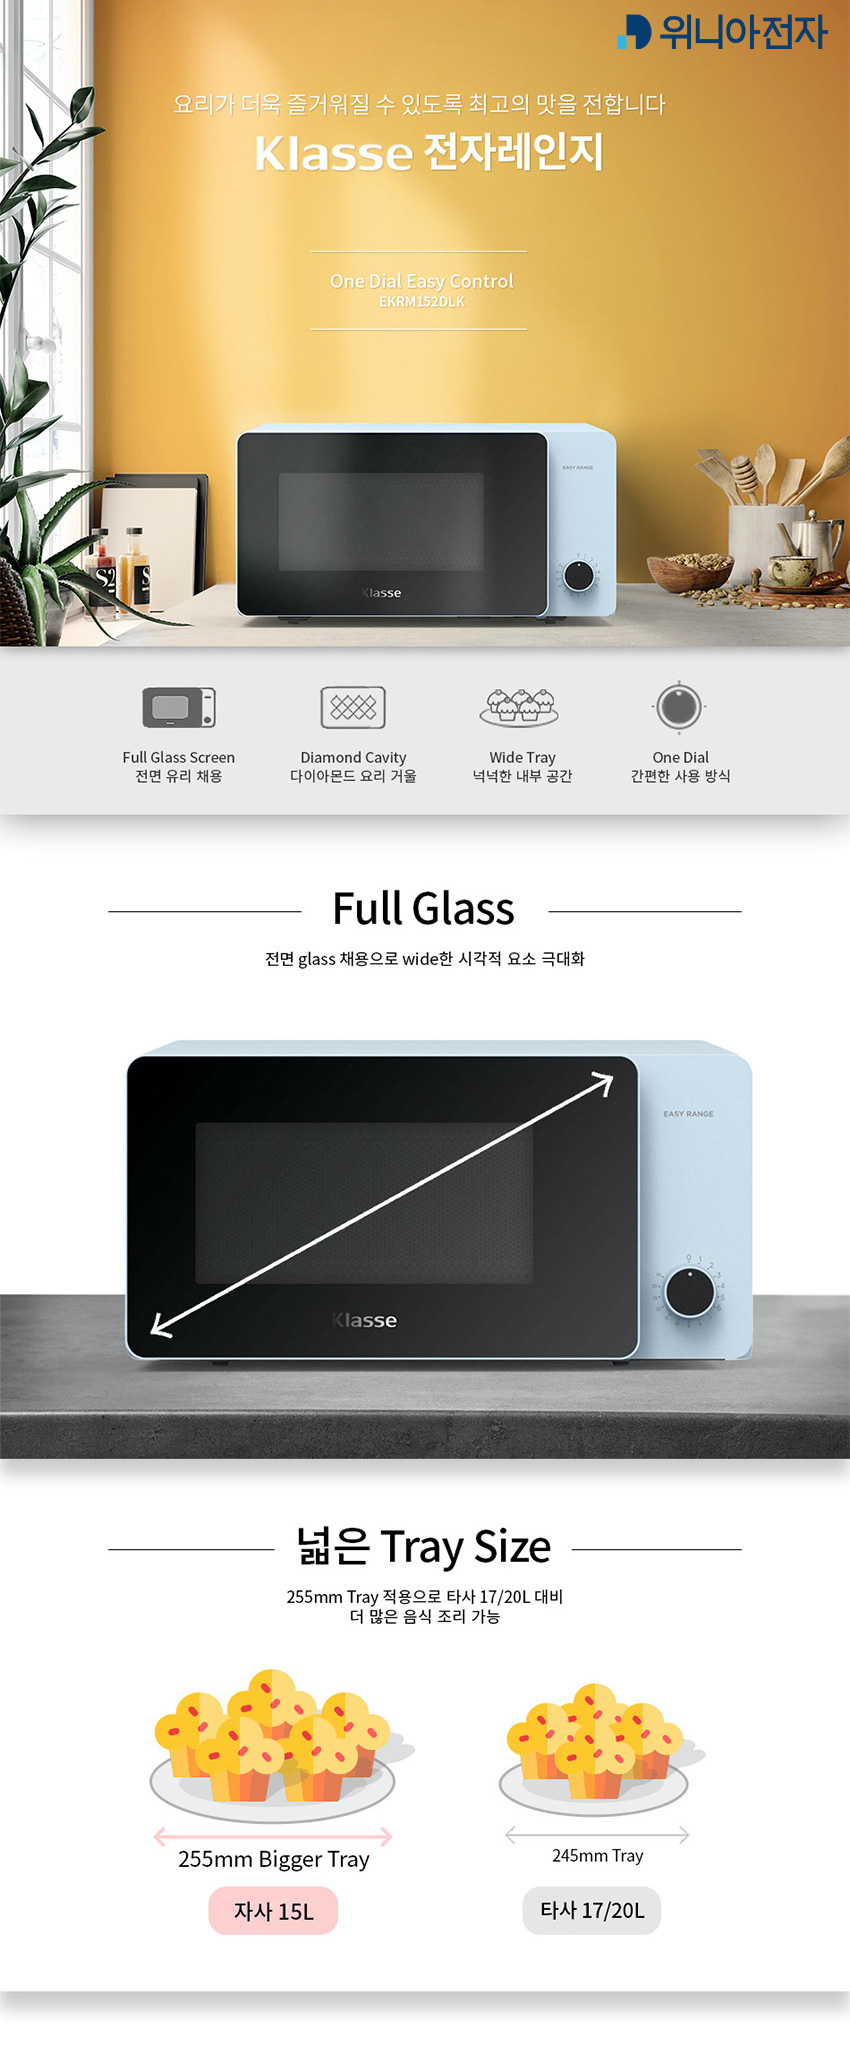 위니아전자
요리가 더욱 즐거워질 수 있도록 최고의 맛을 전합니다
Klasse 전자레인지
One Dial Easy Control
EKRM152DLK
EASY RANGE
Klasse
Full Glass Screen
전면 유리 채용
Diamond Cavity
다이아몬드 요리 거울
Wide Tray
넉넉한 내부 공간
One Dial
간편한 사용 방식
Full Glass
전면 glass 채용으로 wide한 시각적 요소 극대화
EASY RANGE
0 1 2 3 4 5 6
Klasse
넓은 Tray Size
255mm Tray 적용으로 타사 17/20L 대비
더 많은 음식 조리 가능
255mm Bigger Tray
245mm Tray
자사 15L
타사 17/20L